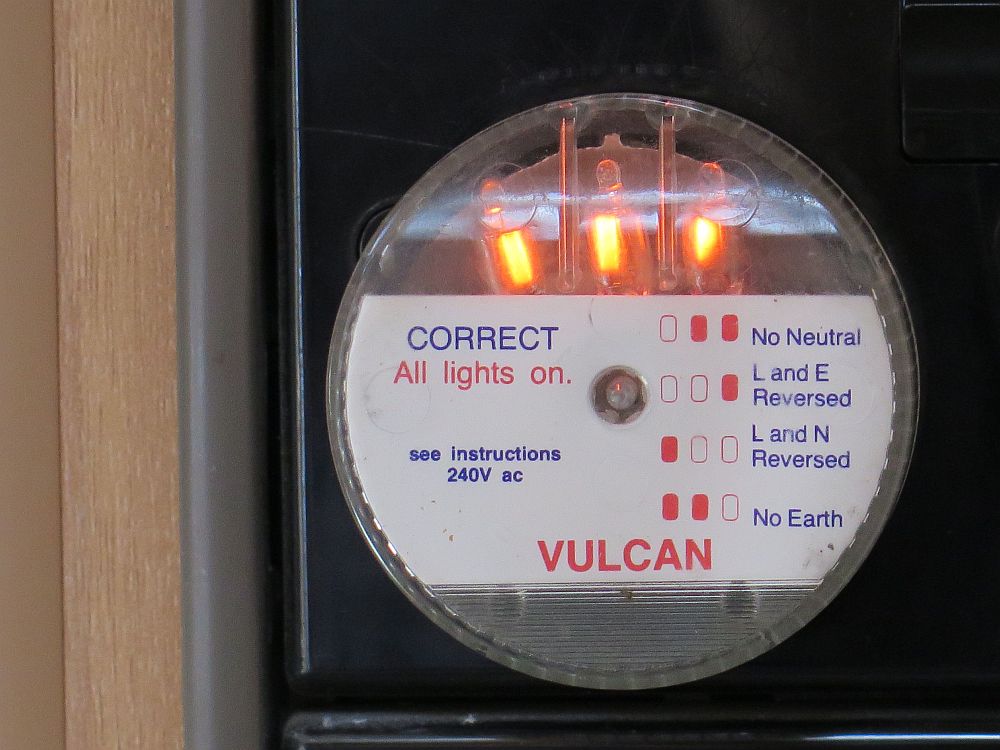 CORRECT
All lights on.
see instructions
240V ac
No Neutral
L and E
Reversed
L and N
Reversed
No Earth
VULCAN